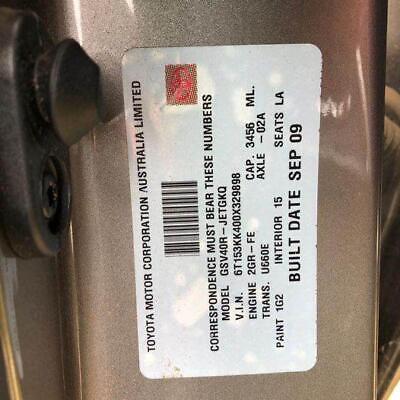 TOYOTA MOTOR CORPORATION AUSTRALIA LIMITED
CORRESPONDENCE MUST BEAR THESE NUMBERS
MODEL GSV40R-JETGKQ
V.I.N. 6T153KK400X329898
ENGINE 2GR-FE CAP. 3456 ML.
TRANS. U660E AXLE -02A
PAINT 1G2 INTERIOR 15 SEATS LA
BUILT DATE SEP 09